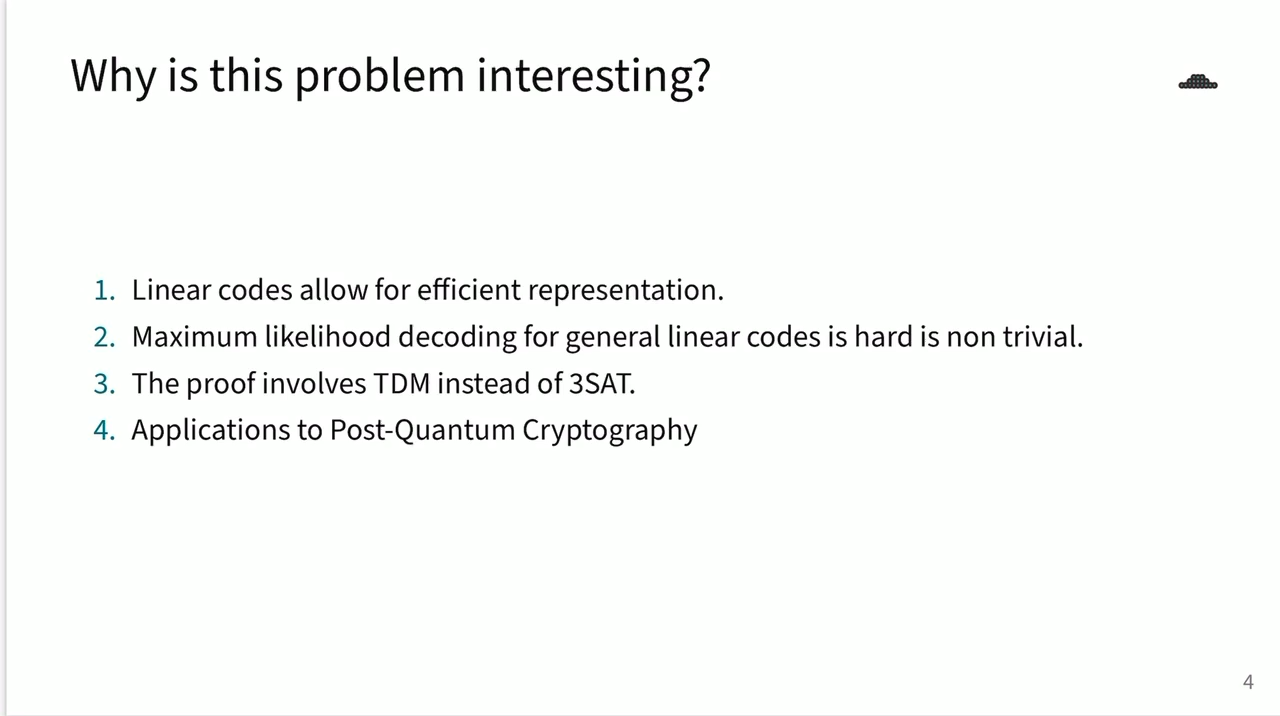 Why is this problem interesting?
1. Linear codes allow for efficient representation.
2. Maximum likelihood decoding for general linear codes is hard is non trivial.
3. The proof involves TDM instead of 3SAT.
4. Applications to Post-Quantum Cryptography
4